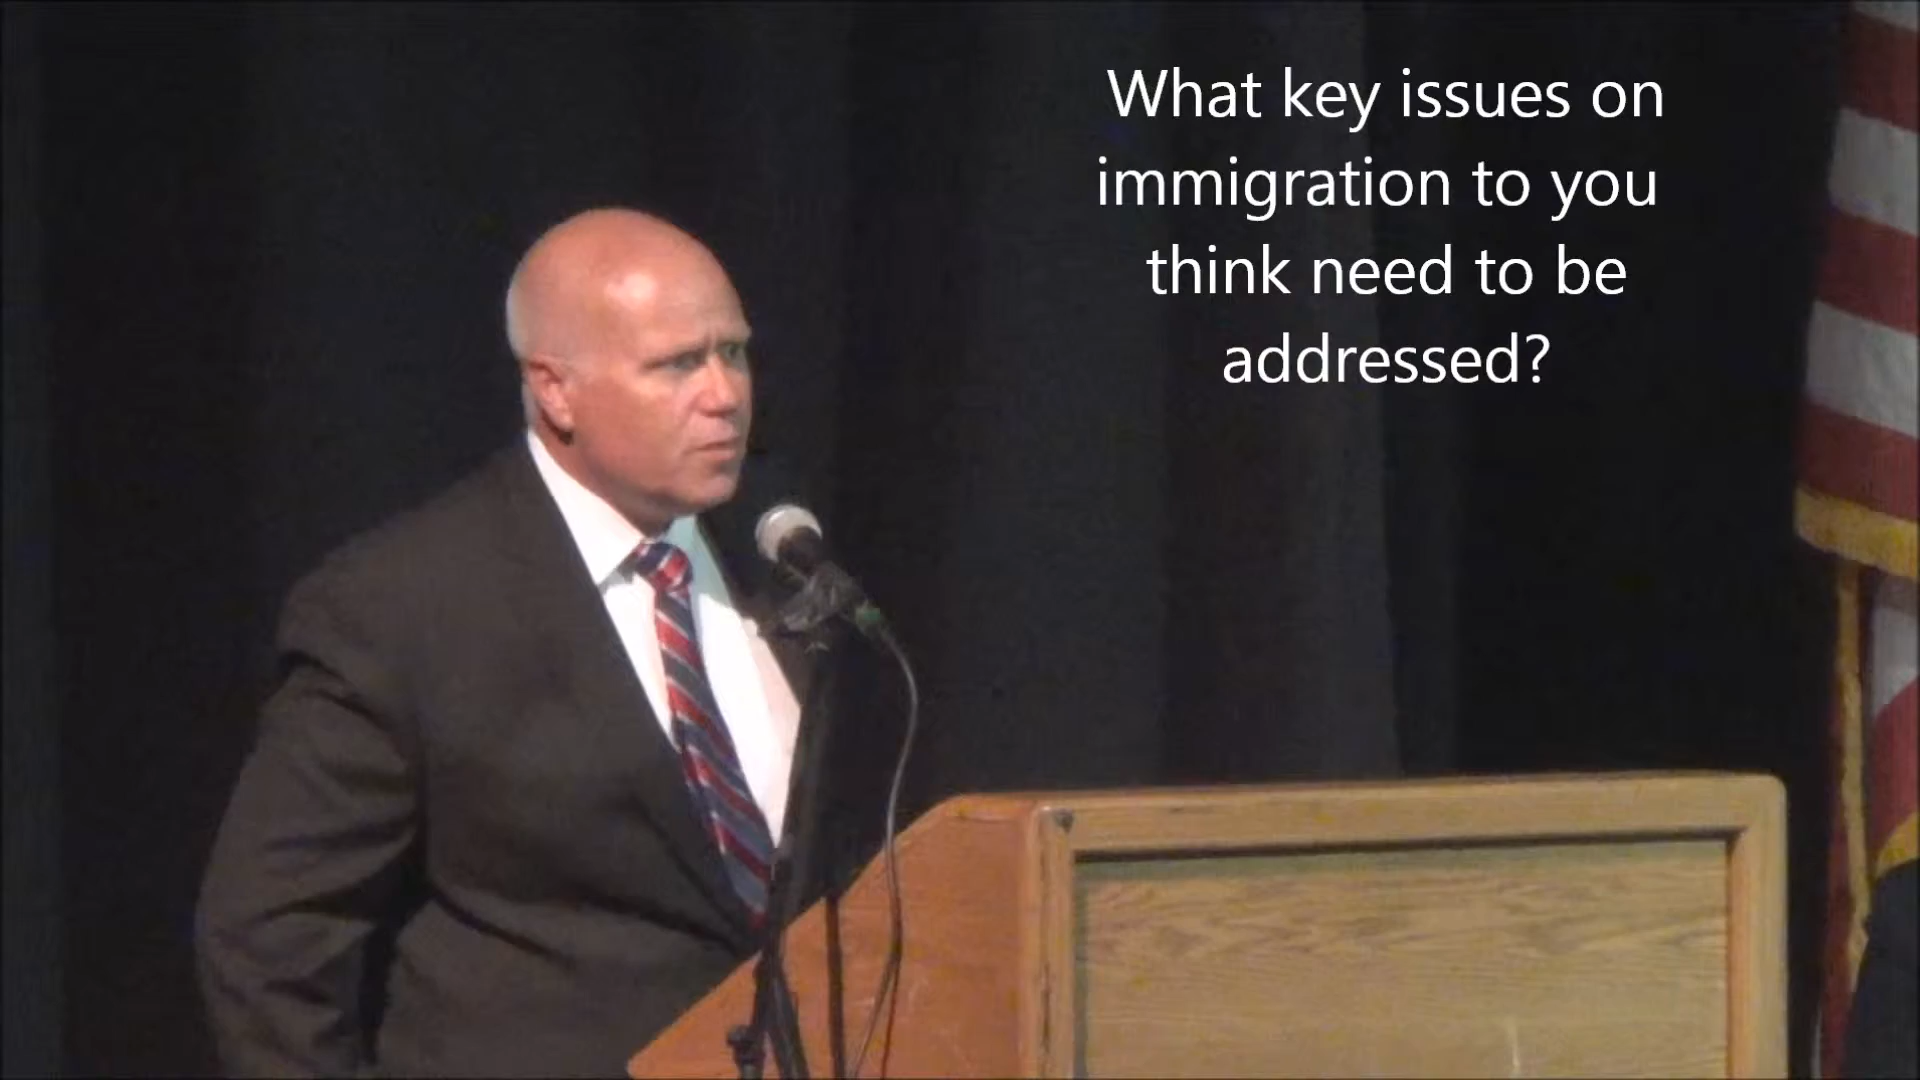 What key issues on
immigration to you
think need to be
addressed?